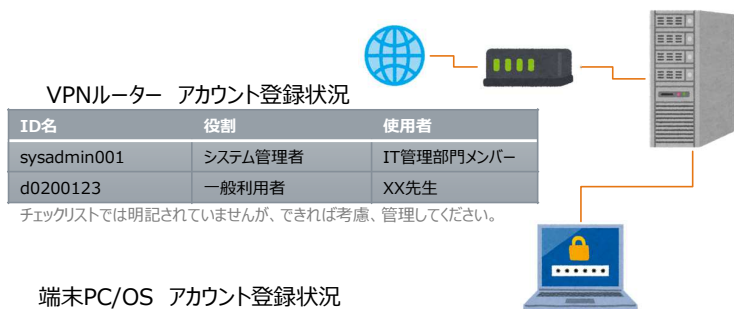 VPNルーター アカウント登録状況
ID名 役割 使用者
sysadmin001 システム管理者 IT管理部門メンバー
d0200123 一般利用者 XX先生
チェックリストでは明記されていませんが、できれば考慮、管理してください。
端末PC/OS アカウント登録状況